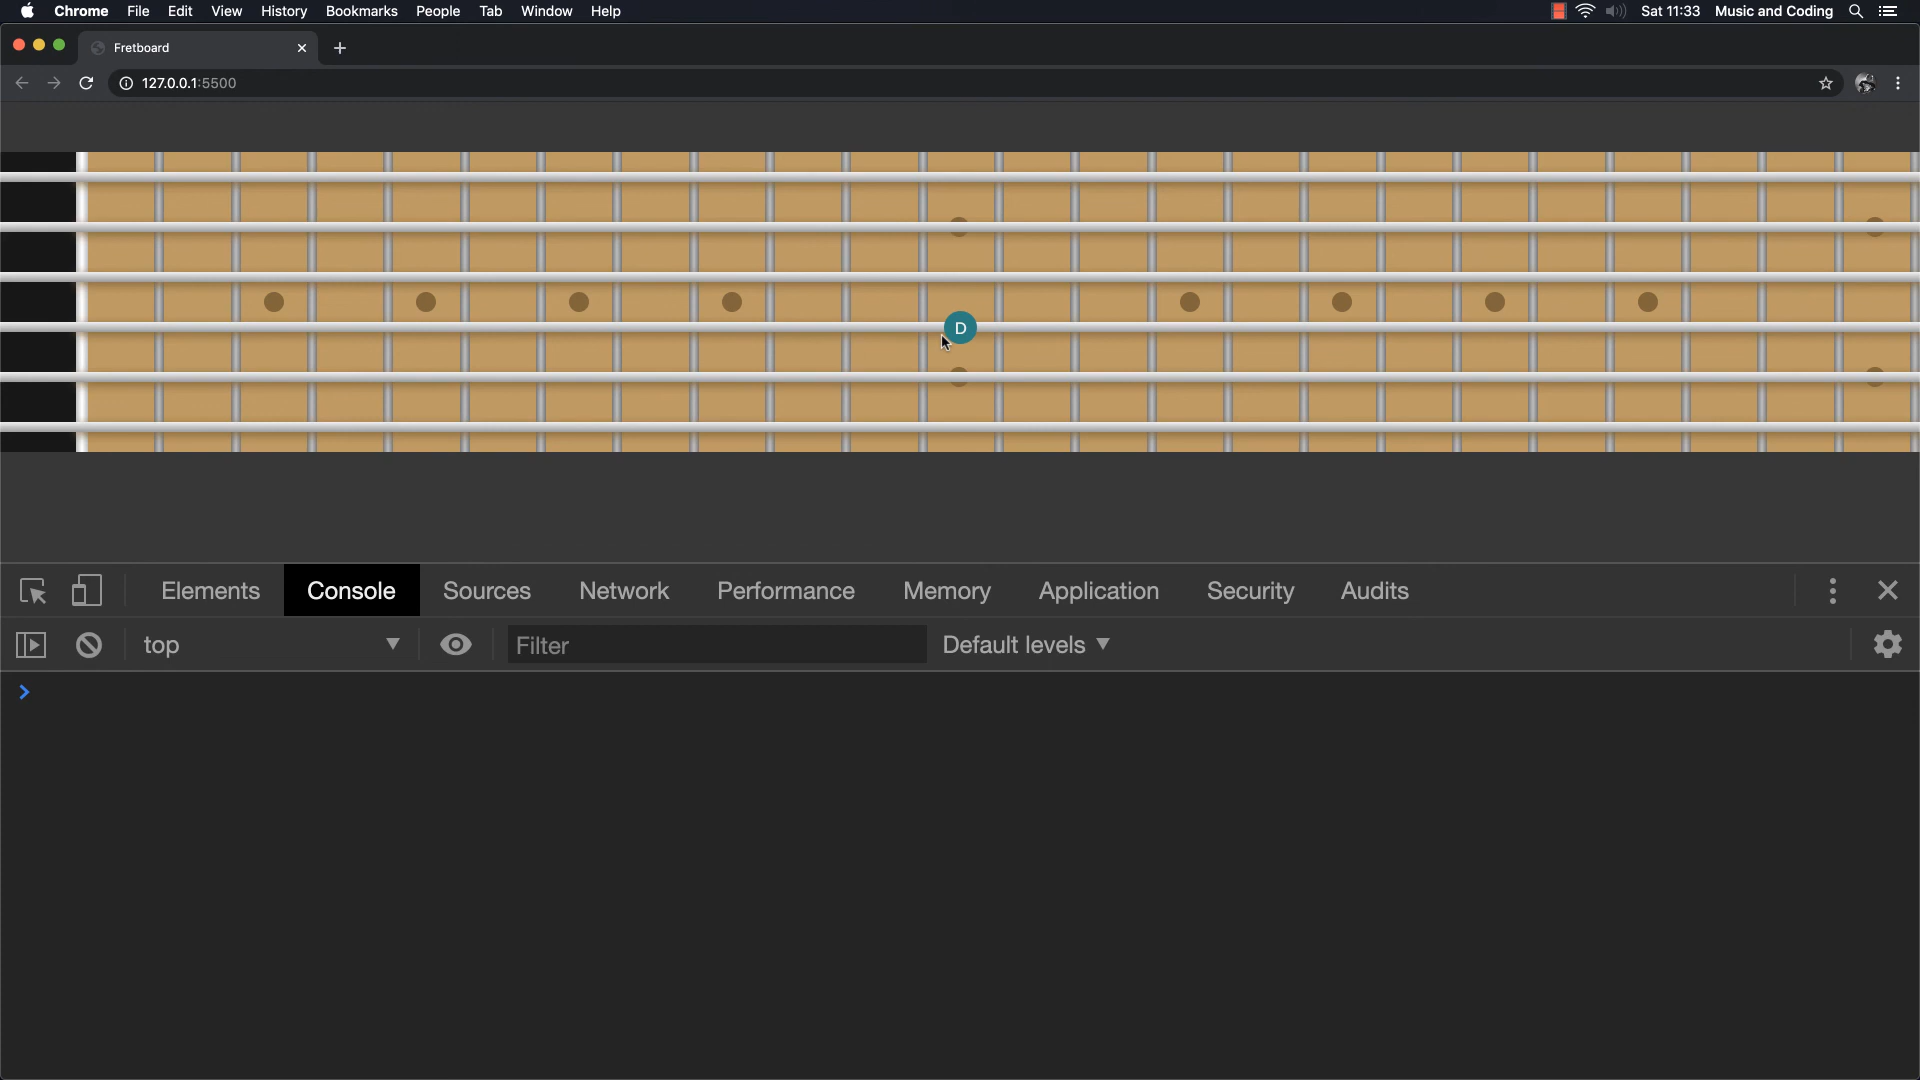 Chrome File Edit View History Bookmarks People Tab Window Help Sat 11:33 Music and Coding
Fretboard
127.0.0.1:5500
D
Elements Console Sources Network Performance Memory Application Security Audits
top Filter Default levels